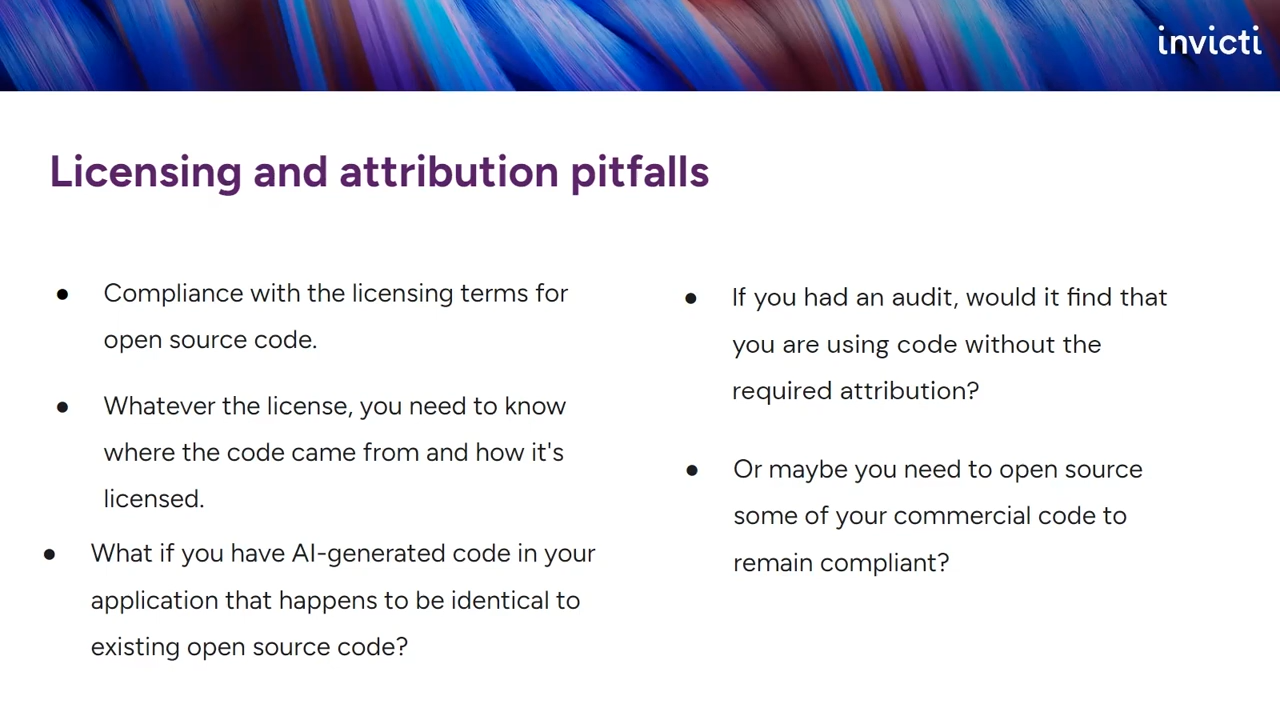 invicti
Licensing and attribution pitfalls
● Compliance with the licensing terms for
open source code.
● Whatever the license, you need to know
where the code came from and how it's
licensed.
● What if you have AI-generated code in your
application that happens to be identical to
existing open source code?
● If you had an audit, would it find that
you are using code without the
required attribution?
● Or maybe you need to open source
some of your commercial code to
remain compliant?